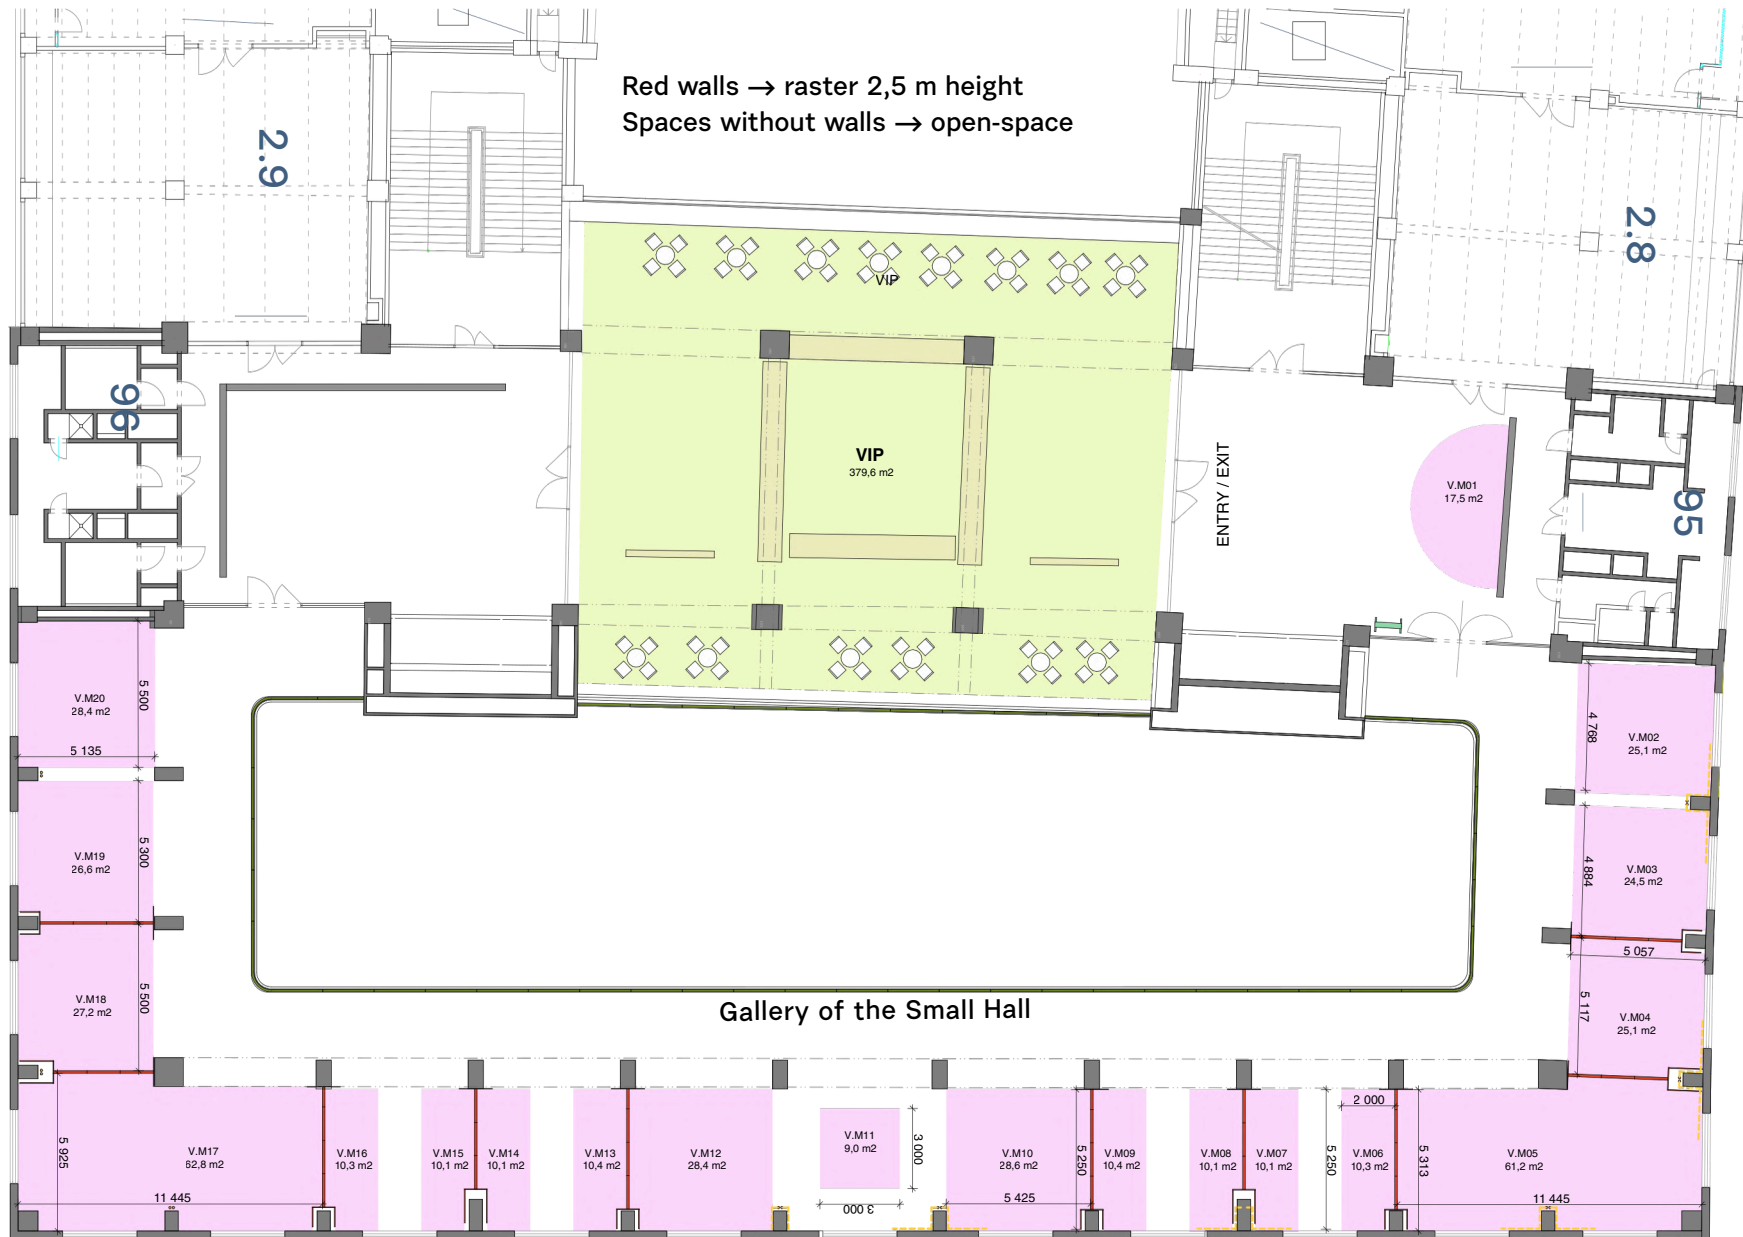 Red walls → raster 2,5 m height
Spaces without walls → open-space
2.9
2.8
VIP
96
VIP
379,6 m2
ENTRY / EXIT
V.M01
17,5 m2
95
V.M20
28,4 m2
5 500
5 135
4 768
V.M02
25,1 m2
V.M19
26,6 m2
5 300
4 884
V.M03
24,5 m2
5 057
V.M18
27,2 m2
5 500
Gallery of the Small Hall
5 117
V.M04
25,1 m2
5 925
V.M17
62,8 m2
11 445
V.M16
10,3 m2
V.M15
10,1 m2
V.M14
10,1 m2
V.M13
10,4 m2
V.M12
28,4 m2
V.M11
9,0 m2
3 000
3 000
V.M10
28,6 m2
5 425
5 250
V.M09
10,4 m2
V.M08
10,1 m2
V.M07
10,1 m2
5 250
2 000
V.M06
10,3 m2
5 313
V.M05
61,2 m2
11 445